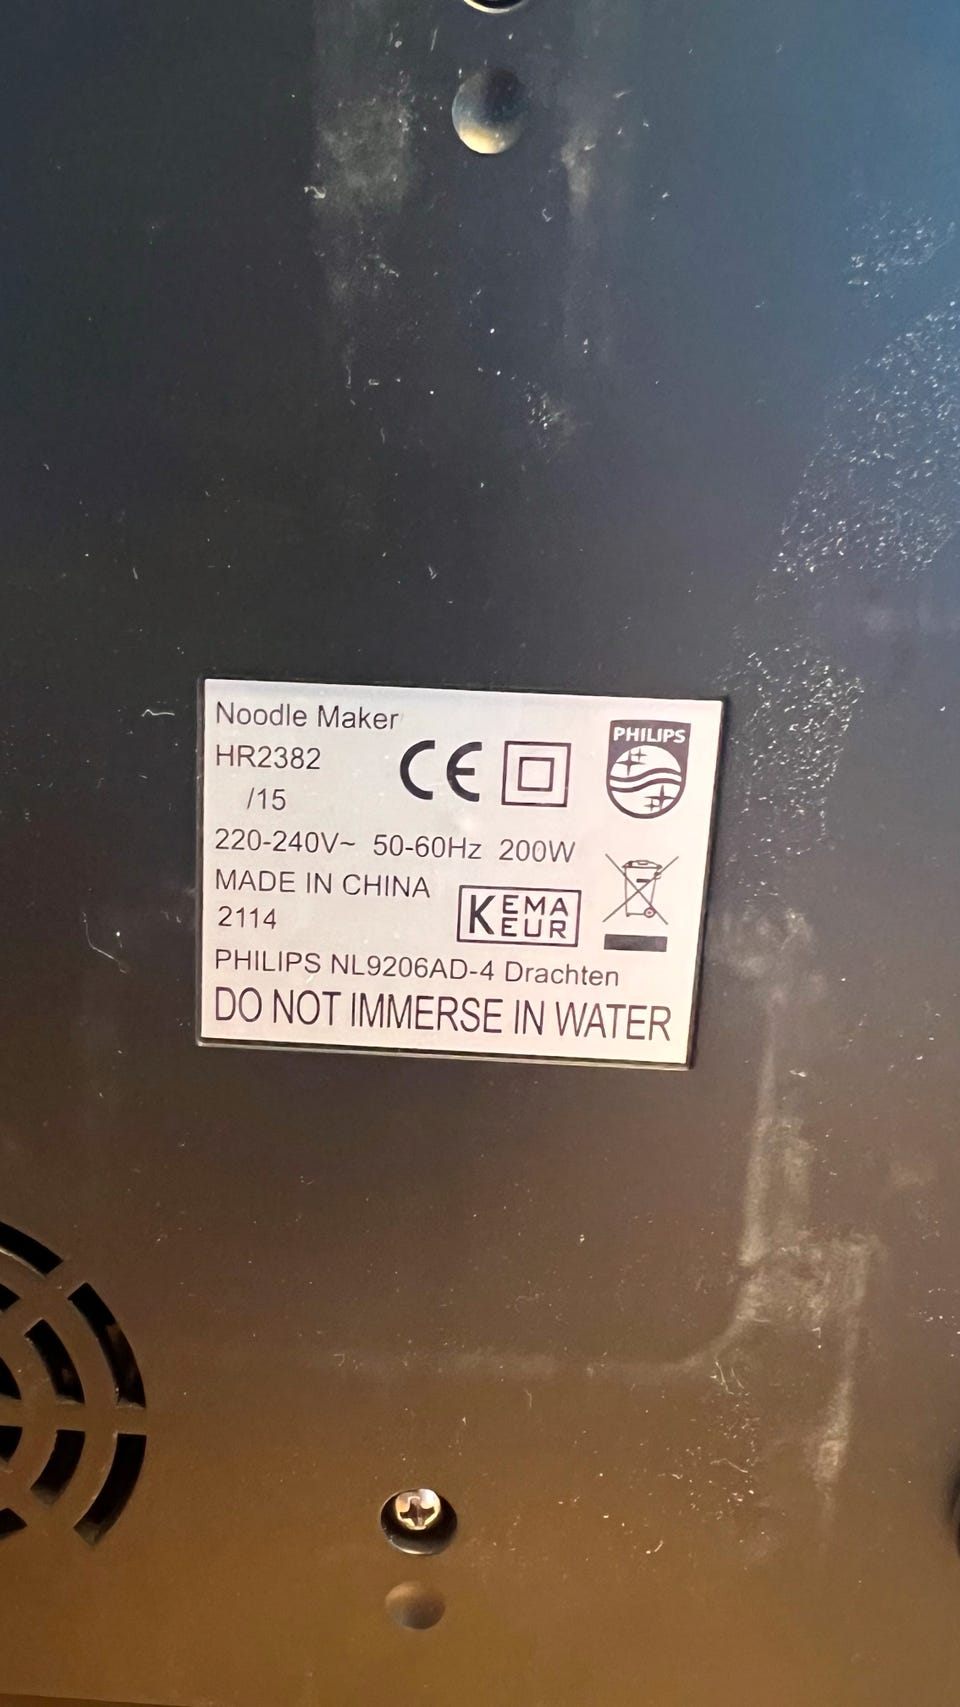 Noodle Maker
HR2382
/15
CE
PHILIPS
220-240V~ 50-60Hz 200W
MADE IN CHINA
2114
KEMA
EUR
PHILIPS NL9206AD-4 Drachten
DO NOT IMMERSE IN WATER